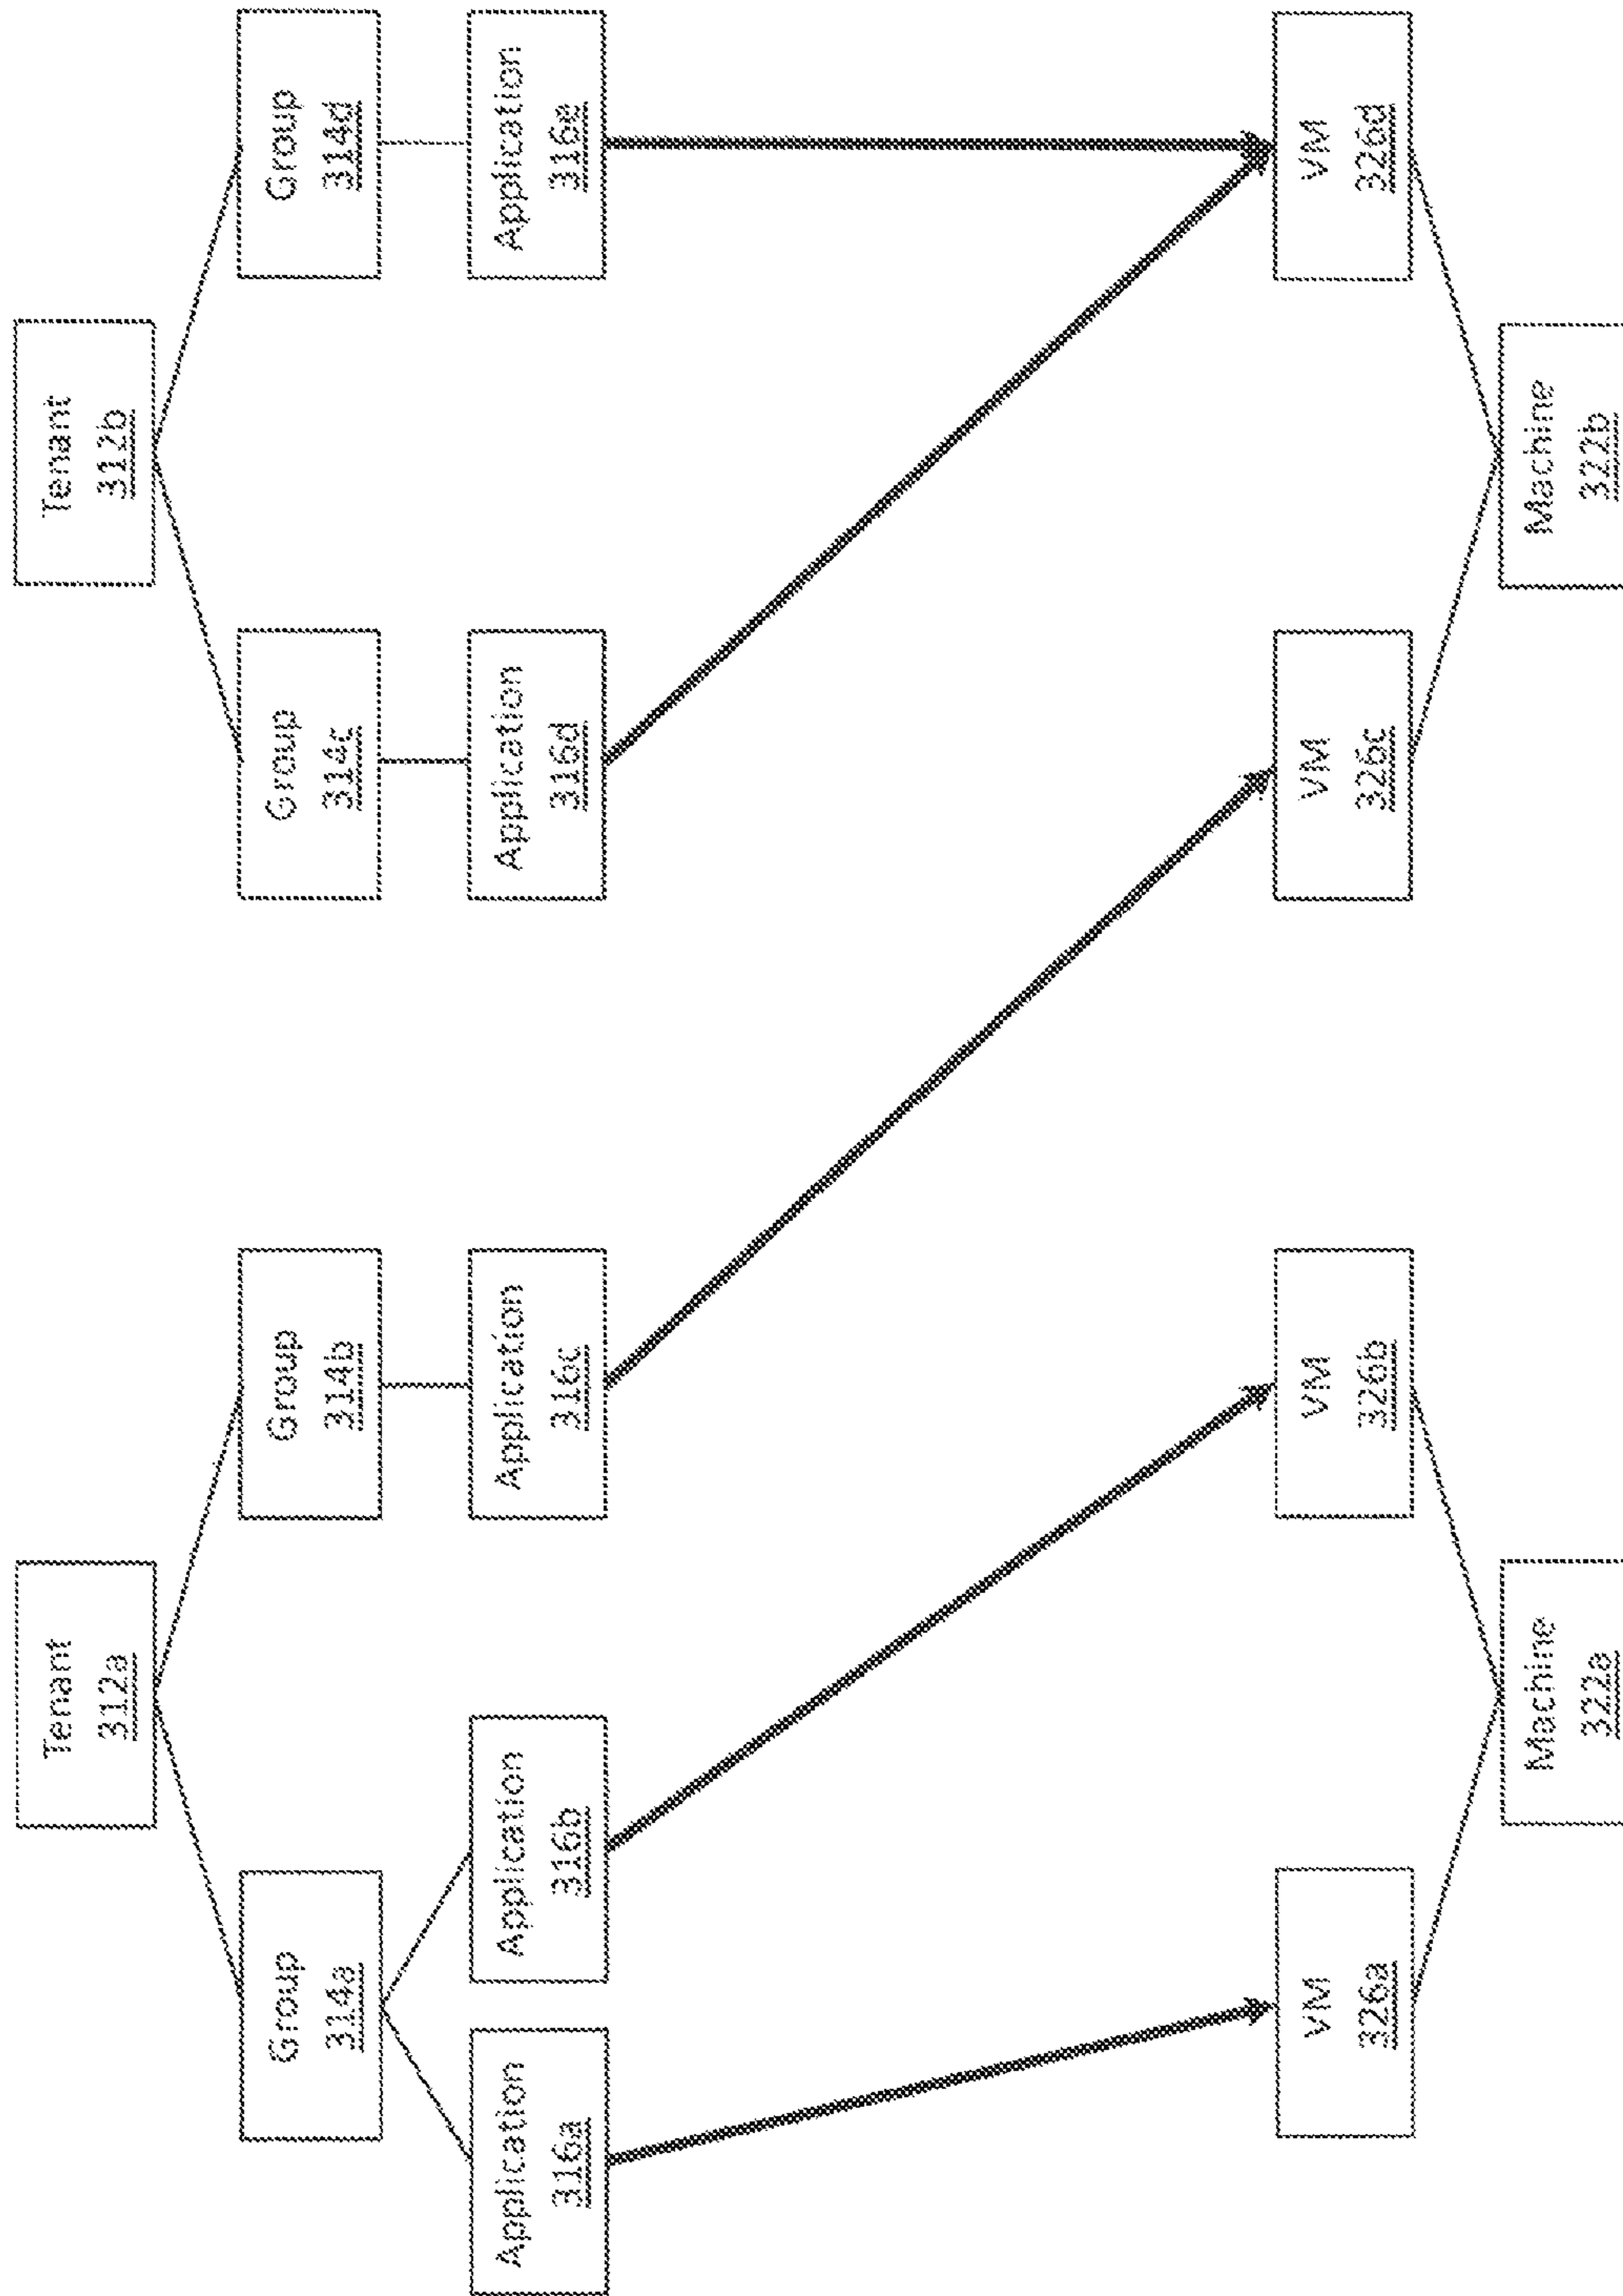 Tenant
312a
Tenant
312b
Group
314a
Group
314b
Group
314c
Group
314d
Application
316a
Application
316b
Application
316c
Application
316d
Application
316e
VM
326a
VM
326b
VM
326c
VM
326d
Machine
322a
Machine
322b